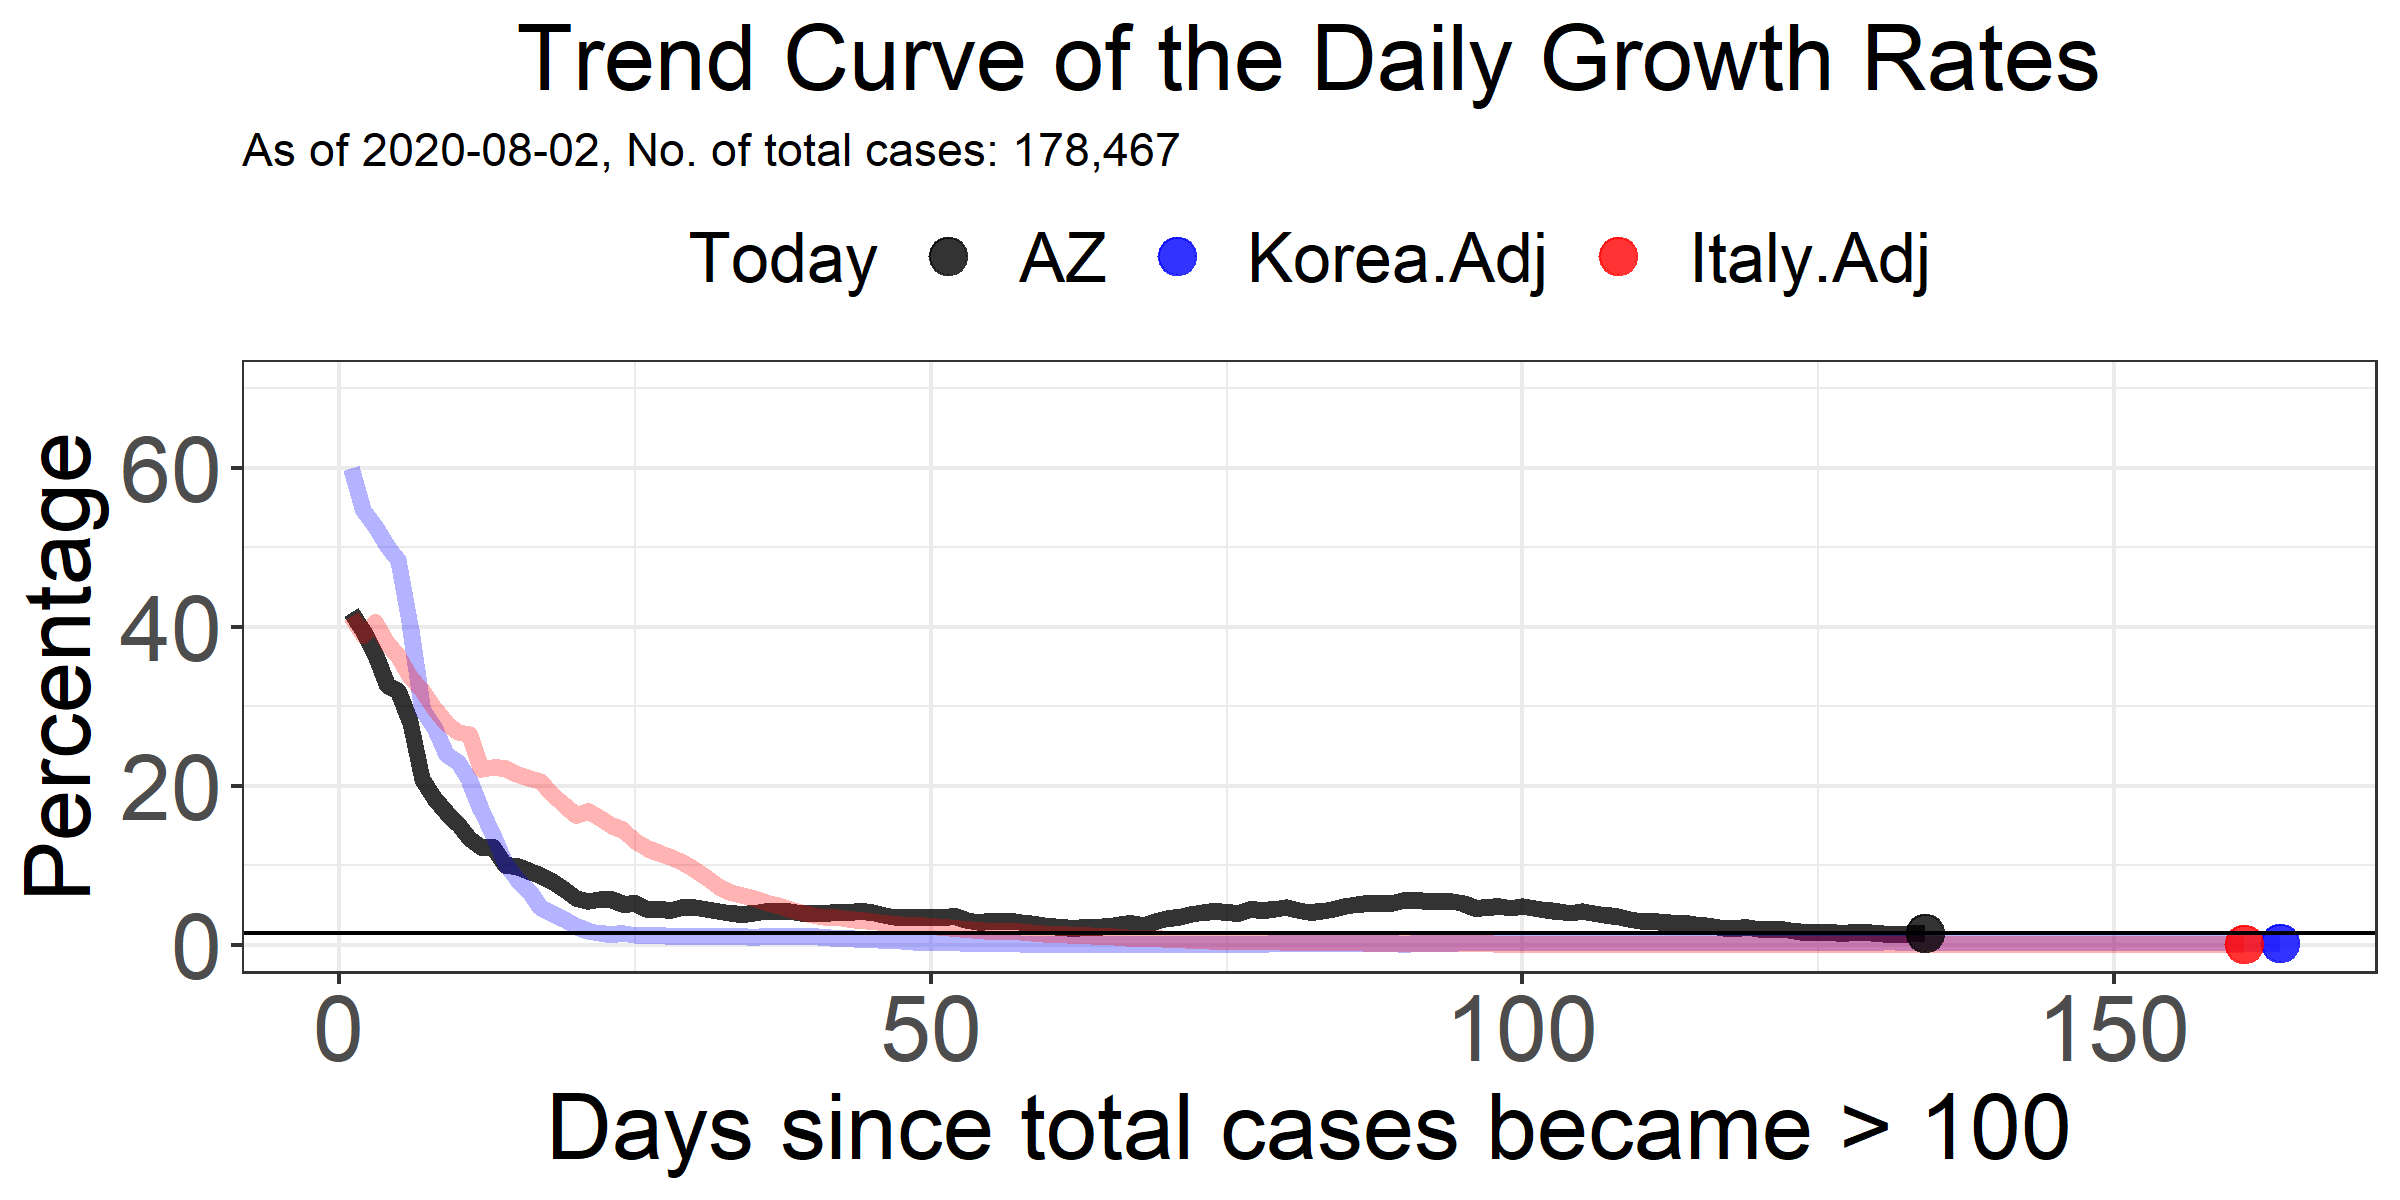 Trend Curve of the Daily Growth Rates
As of 2020-08-02, No. of total cases: 178,467
Today AZ Korea.Adj Italy.Adj
Percentage
60
40
20
0
0 50 100 150
Days since total cases became > 100